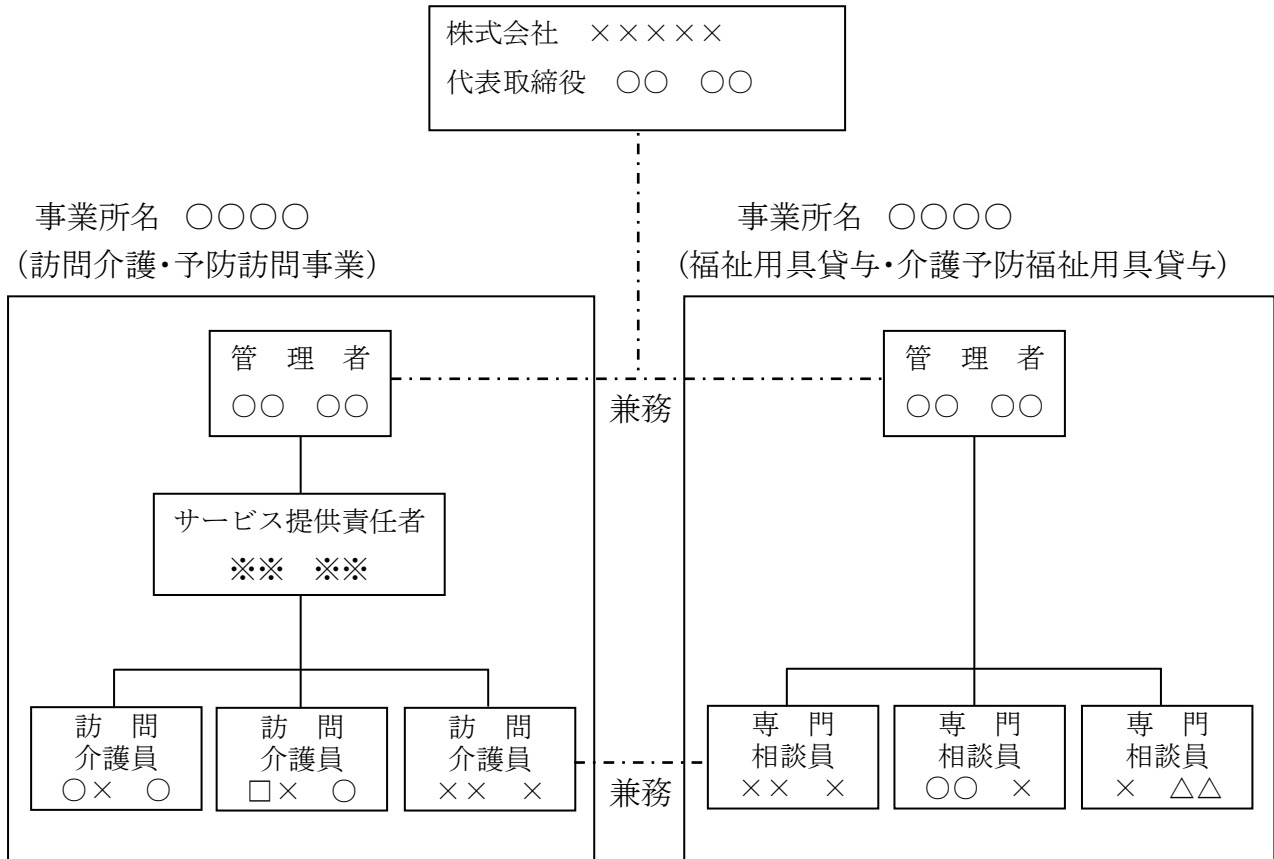 株式会社　×××××
代表取締役　○○　○○
事業所名　○○○○
(訪問介護・予防訪問事業)
事業所名　○○○○
(福祉用具貸与・介護予防福祉用具貸与)
管　理　者
○○　○○
兼務
管　理　者
○○　○○
サービス提供責任者
※※　※※
訪　問
介護員
○×　○
訪　問
介護員
□×　○
訪　問
介護員
××　×
兼務
専　門
相談員
××　×
専　門
相談員
○○　×
専　門
相談員
×　△△